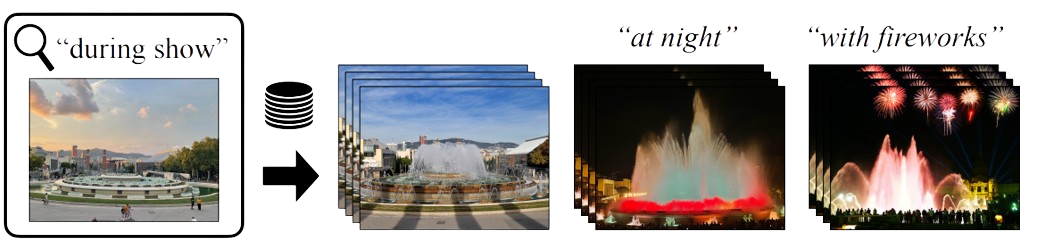 “during show”
“at night”
“with fireworks”